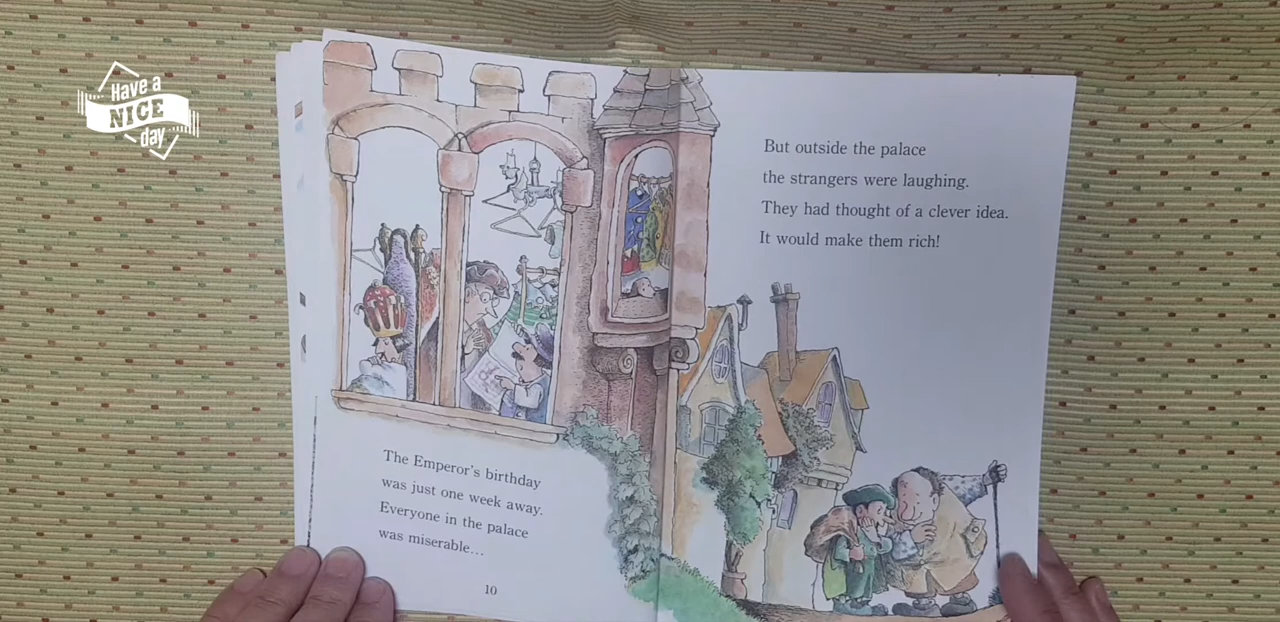 Have a
NICE
day
The Emperor's birthday
was just one week away.
Everyone in the palace
was miserable...
10
But outside the palace
the strangers were laughing.
They had thought of a clever idea.
It would make them rich!